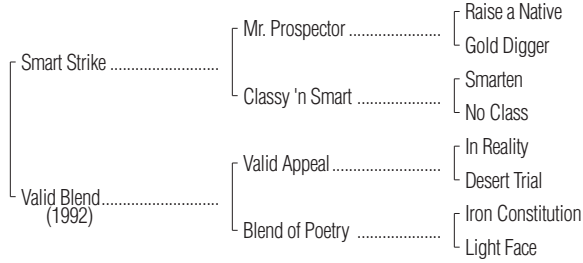 Raise a Native
Mr. Prospector ....................
Gold Digger
Smart Strike ........................
Smarten
Classy 'n Smart ..................
No Class
In Reality
Valid Appeal.......................
Desert Trial
Valid Blend..........................
(1992)
Iron Constitution
Blend of Poetry ..................
Light Face